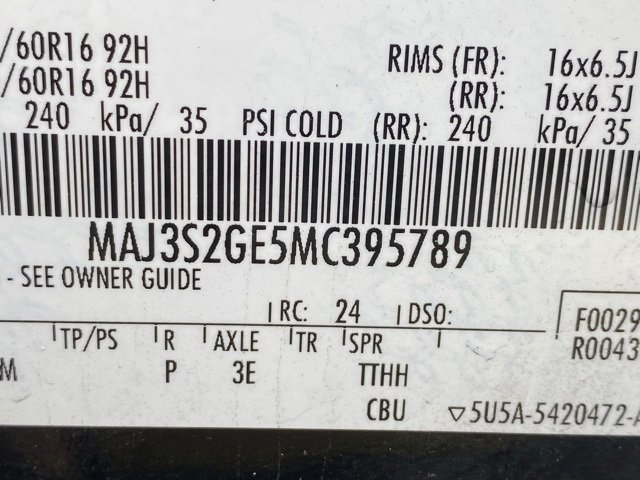 /60R16 92H RIMS (FR): 16x6.5J
/60R16 92H (RR): 16x6.5J
240 kPa/ 35 PSI COLD (RR): 240 kPa/ 35
MAJ3S2GE5MC395789
- SEE OWNER GUIDE
RC: 24 DSO: F0029
TP/PS R AXLE TR SPR R0043
M P 3E TTHH
CBU ▽5U5A-5420472-A